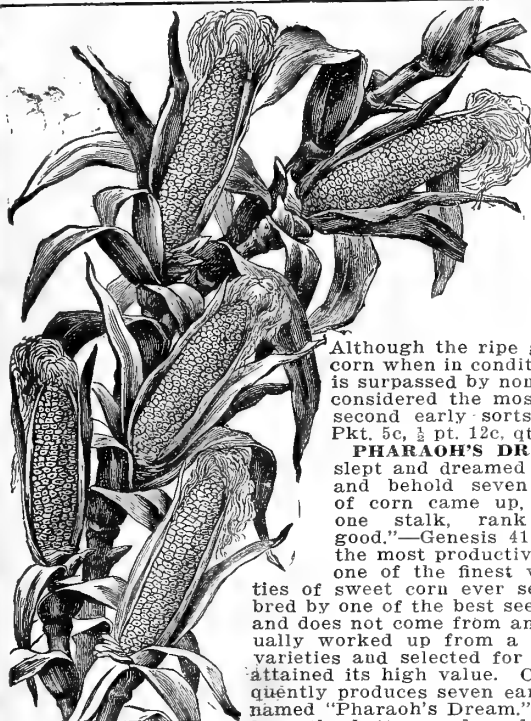 Although the ripe
corn when in condit
is surpassed by non
considered the mos
second early sorts
Pkt. 5c, ½ pt. 12c, qt
PHARAOH'S DR
slept and dreamed
and behold seven
of corn came up,
one stalk, rank
good."—Genesis 41
the most productiv
one of the finest v
ties of sweet corn ever se
bred by one of the best see
and does not come from an
ually worked up from a
varieties and selected for
attained its high value. C
quently produces seven ear
named "Pharaoh's Dream.